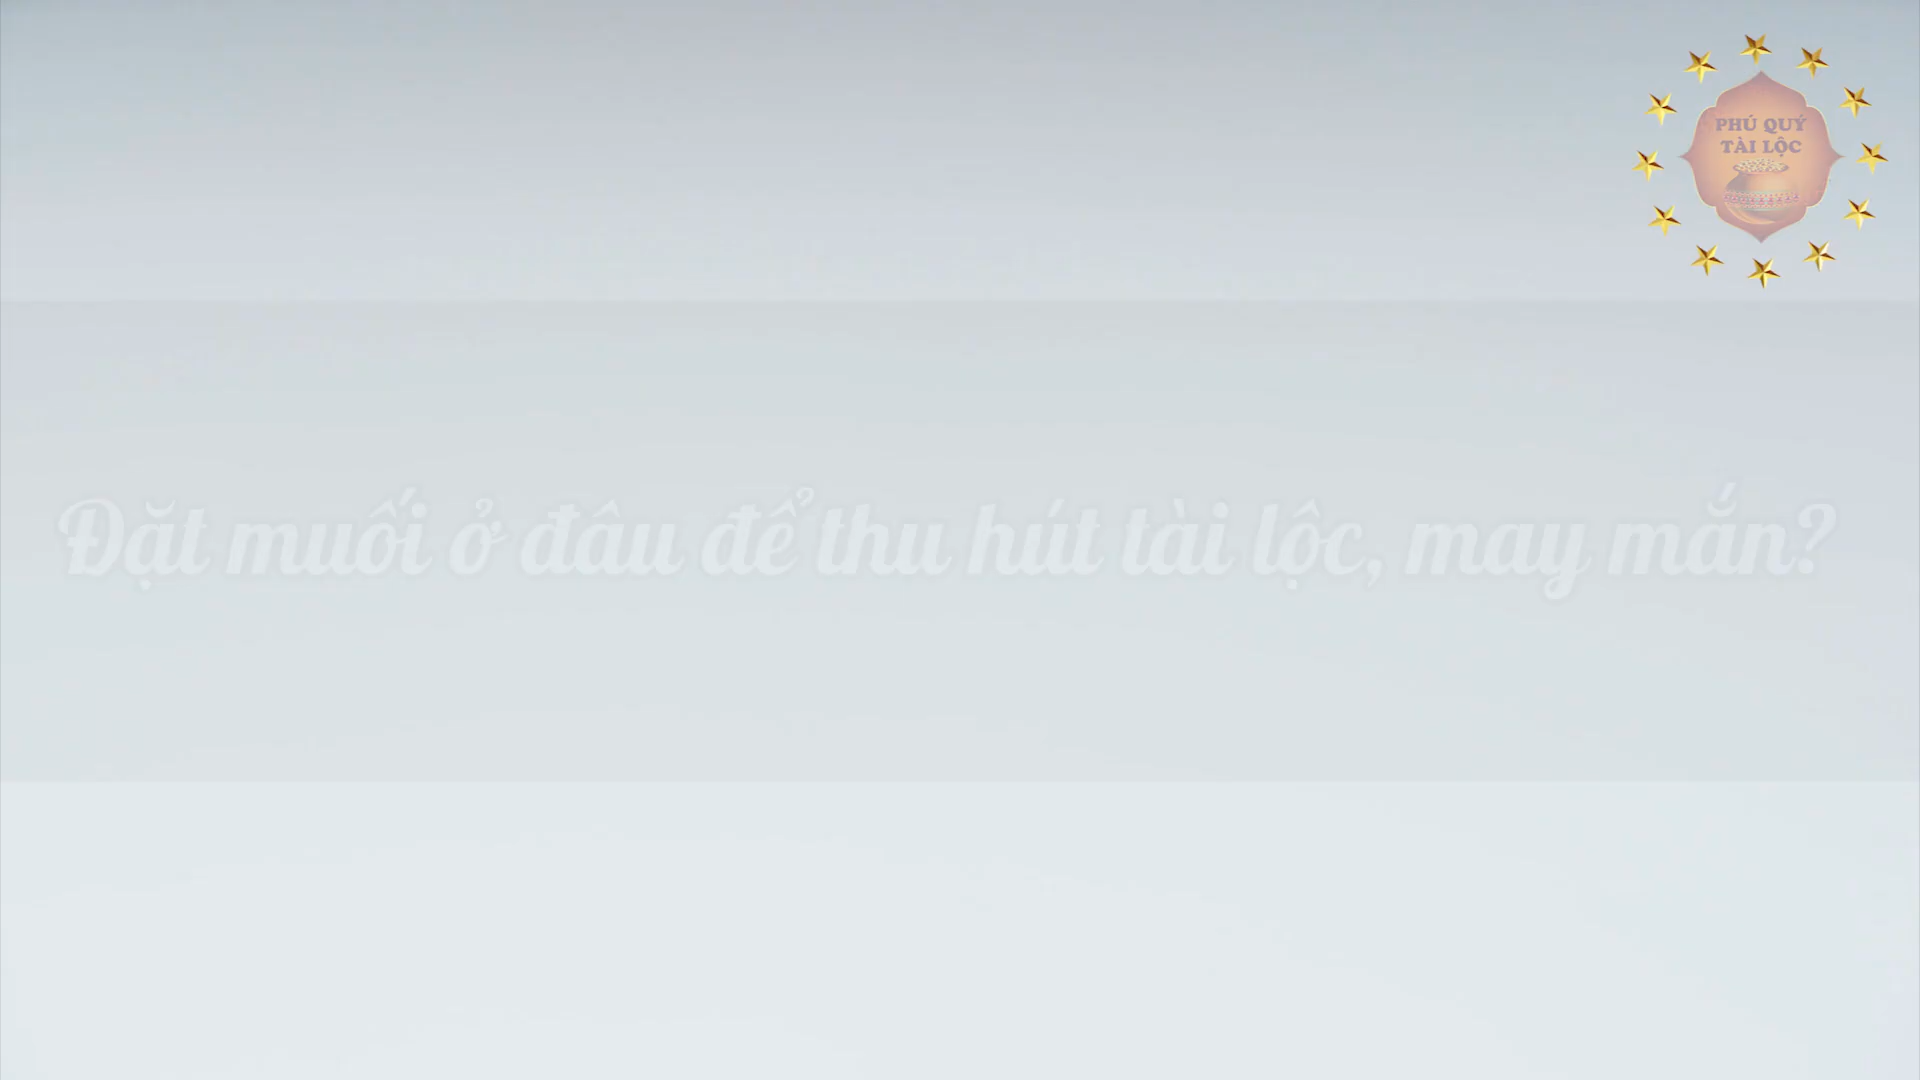 PHÚ QUÝ
TÀI LỘC
Đặt muối ở đâu để thu hút tài lộc, may mắn?